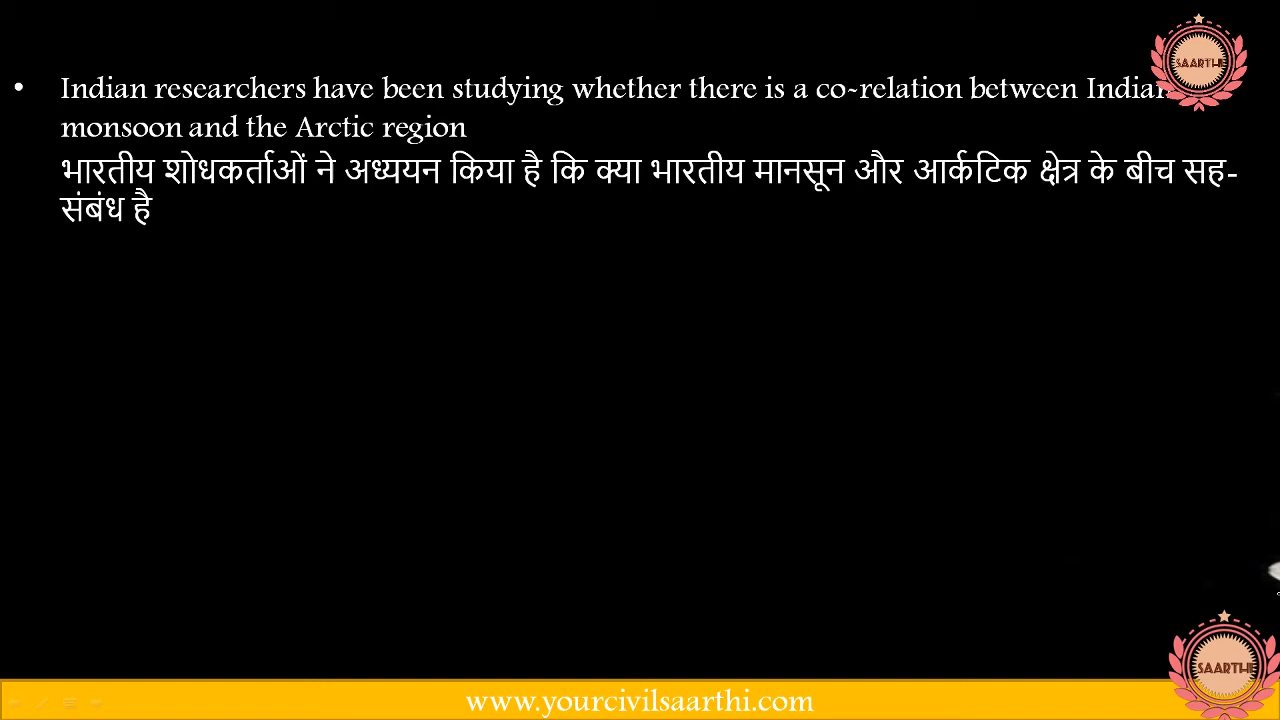 SAARTHI
• Indian researchers have been studying whether there is a co-relation between Indian
monsoon and the Arctic region
भारतीय शोधकर्ताओं ने अध्ययन किया है कि क्या भारतीय मानसून और आर्कटिक क्षेत्र के बीच सह-
संबंध है
SAARTHI
www.yourcivilsaarthi.com